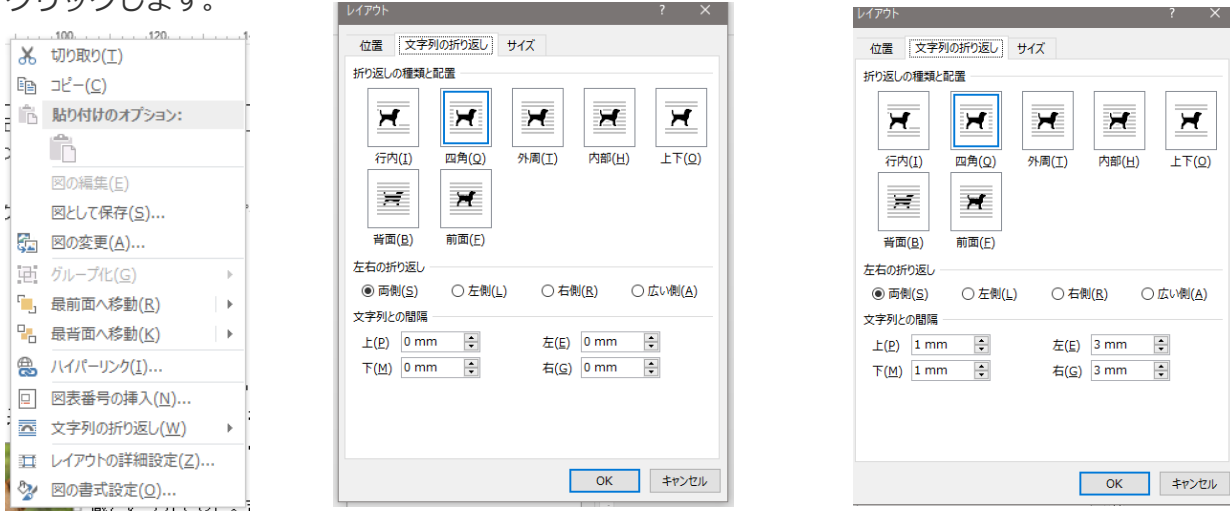 クリックします。
100 120
切り取り(T)
コピー(C)
貼り付けのオプション:
図の編集(E)
図として保存(S)...
図の変更(A)...
グループ化(G)
最前面へ移動(R)
最背面へ移動(K)
ハイパーリンク(I)...
図表番号の挿入(N)...
文字列の折り返し(W)
レイアウトの詳細設定(Z)...
図の書式設定(O)...
レイアウト ? ×
位置 文字列の折り返し サイズ
折り返しの種類と配置
行内(I) 四角(Q) 外周(T) 内部(H) 上下(O)
背面(B) 前面(F)
左右の折り返し
両側(S) 左側(L) 右側(R) 広い側(A)
文字列との間隔
上(P) 0 mm 左(E) 0 mm
下(M) 0 mm 右(G) 0 mm
OK キャンセル
レイアウト ? ×
位置 文字列の折り返し サイズ
折り返しの種類と配置
行内(I) 四角(Q) 外周(T) 内部(H) 上下(O)
背面(B) 前面(F)
左右の折り返し
両側(S) 左側(L) 右側(R) 広い側(A)
文字列との間隔
上(P) 1 mm 左(E) 3 mm
下(M) 1 mm 右(G) 3 mm
OK キャンセル